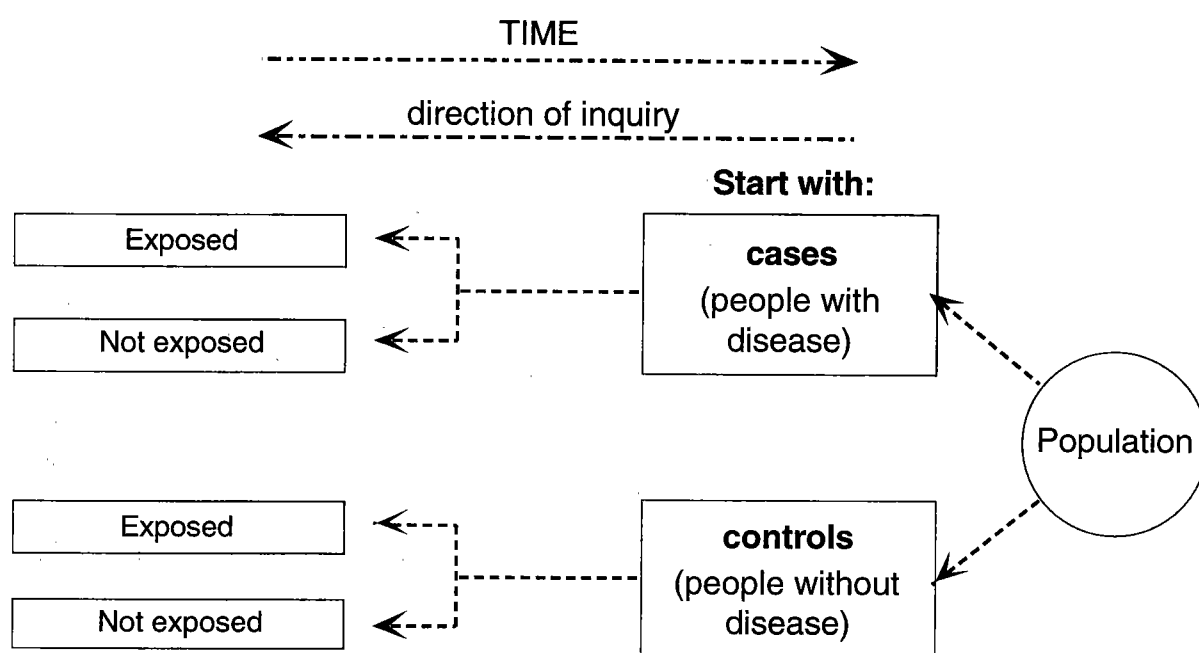 TIME
direction of inquiry
Start with:
Exposed
cases
(people with
disease)
Not exposed
Population
Exposed
controls
(people without
disease)
Not exposed